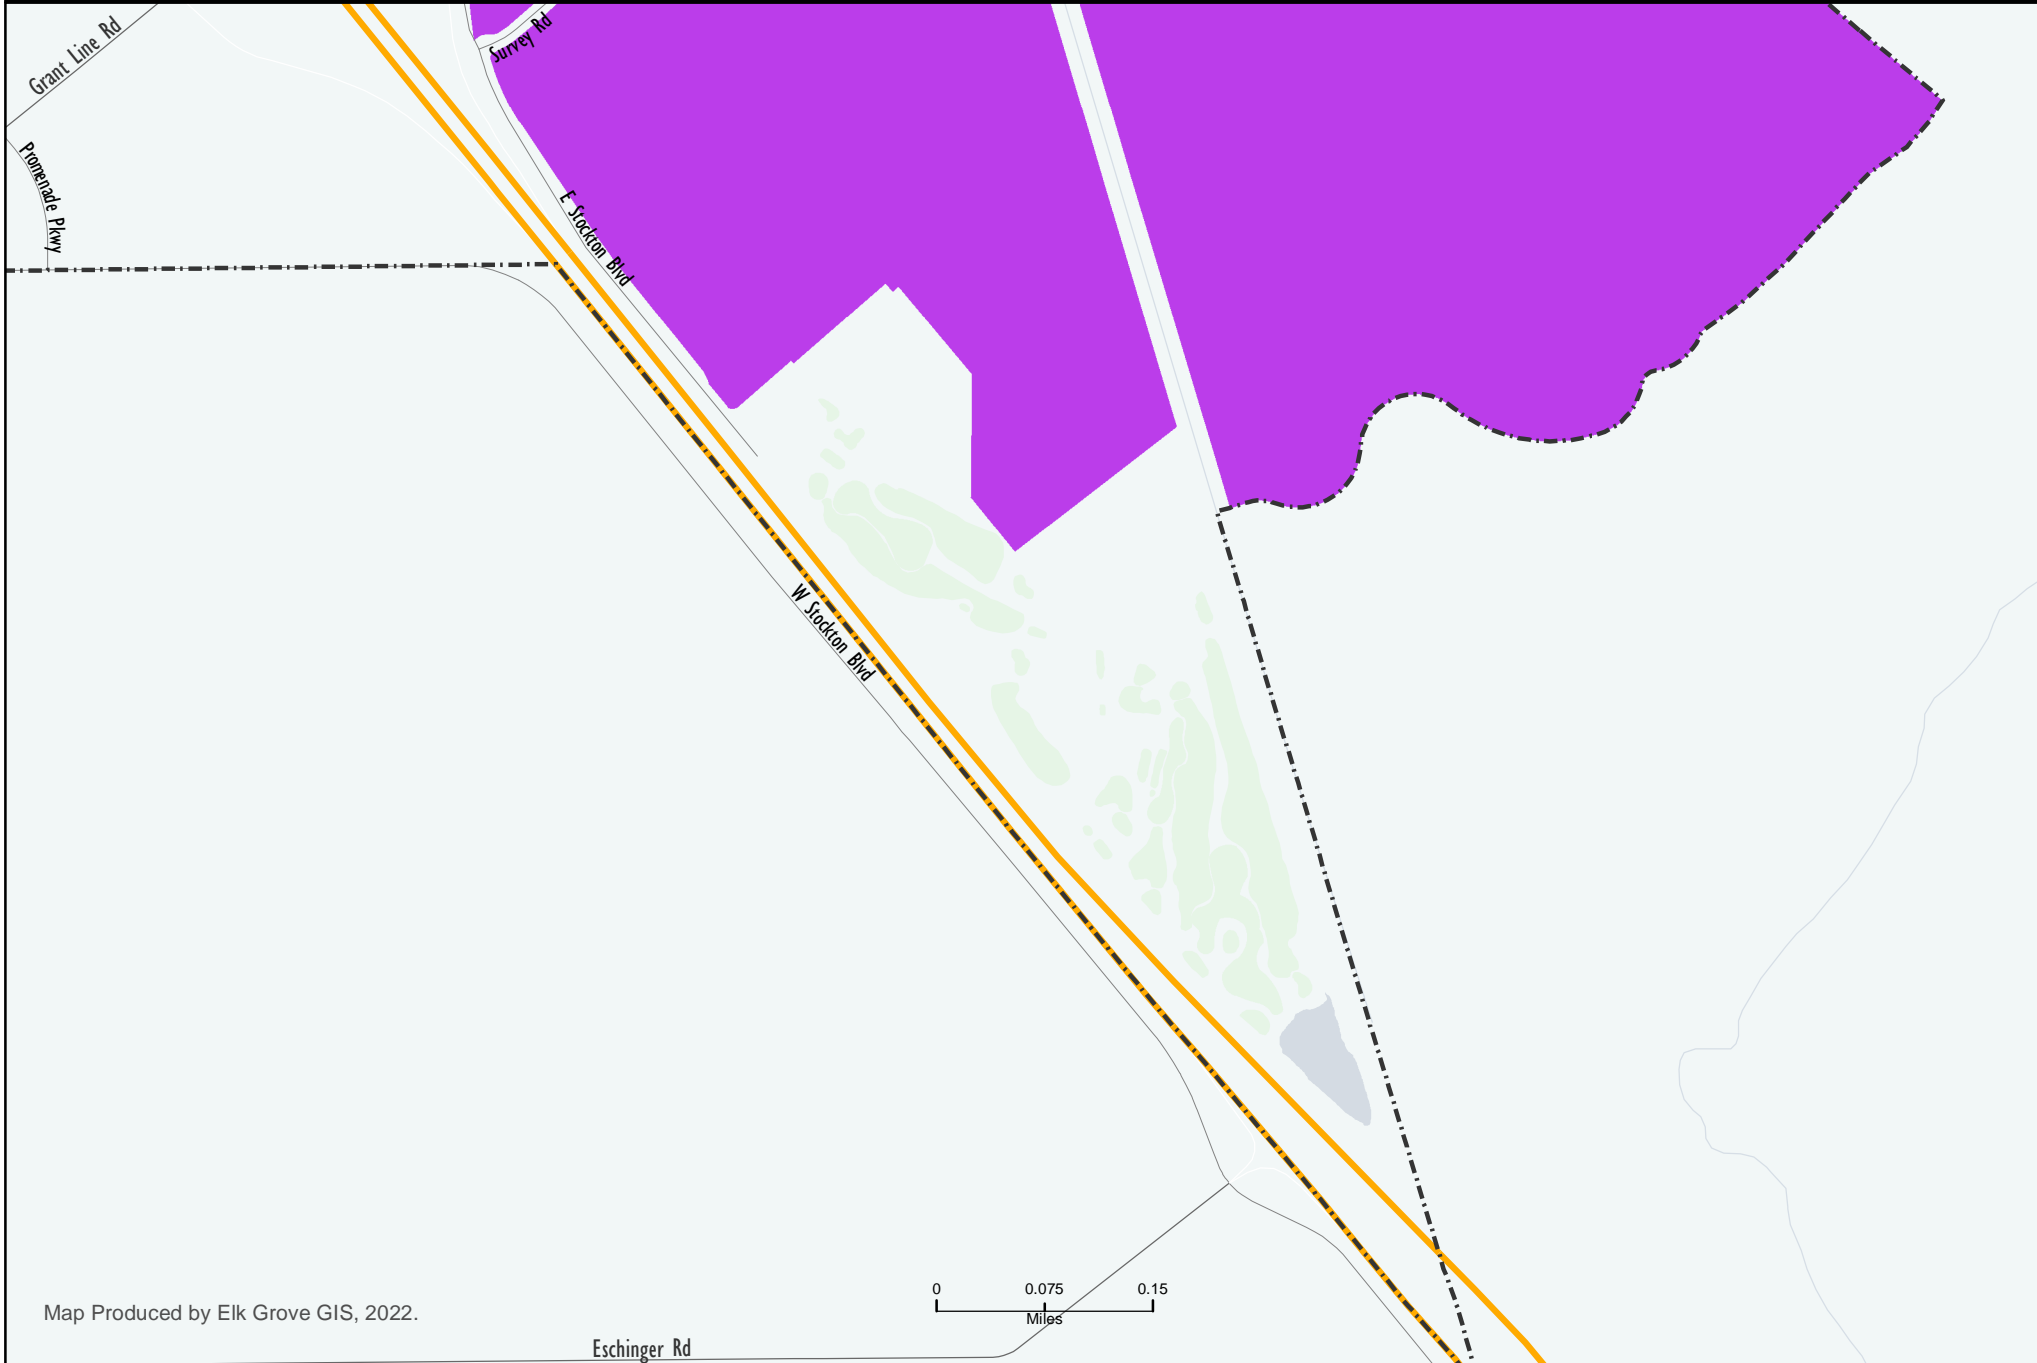 Grant Line Rd
Survey Rd
Promenade Pkwy
E Stockton Blvd
W Stockton Blvd
0 0.075 0.15
Miles
Map Produced by Elk Grove GIS, 2022.
Eschinger Rd